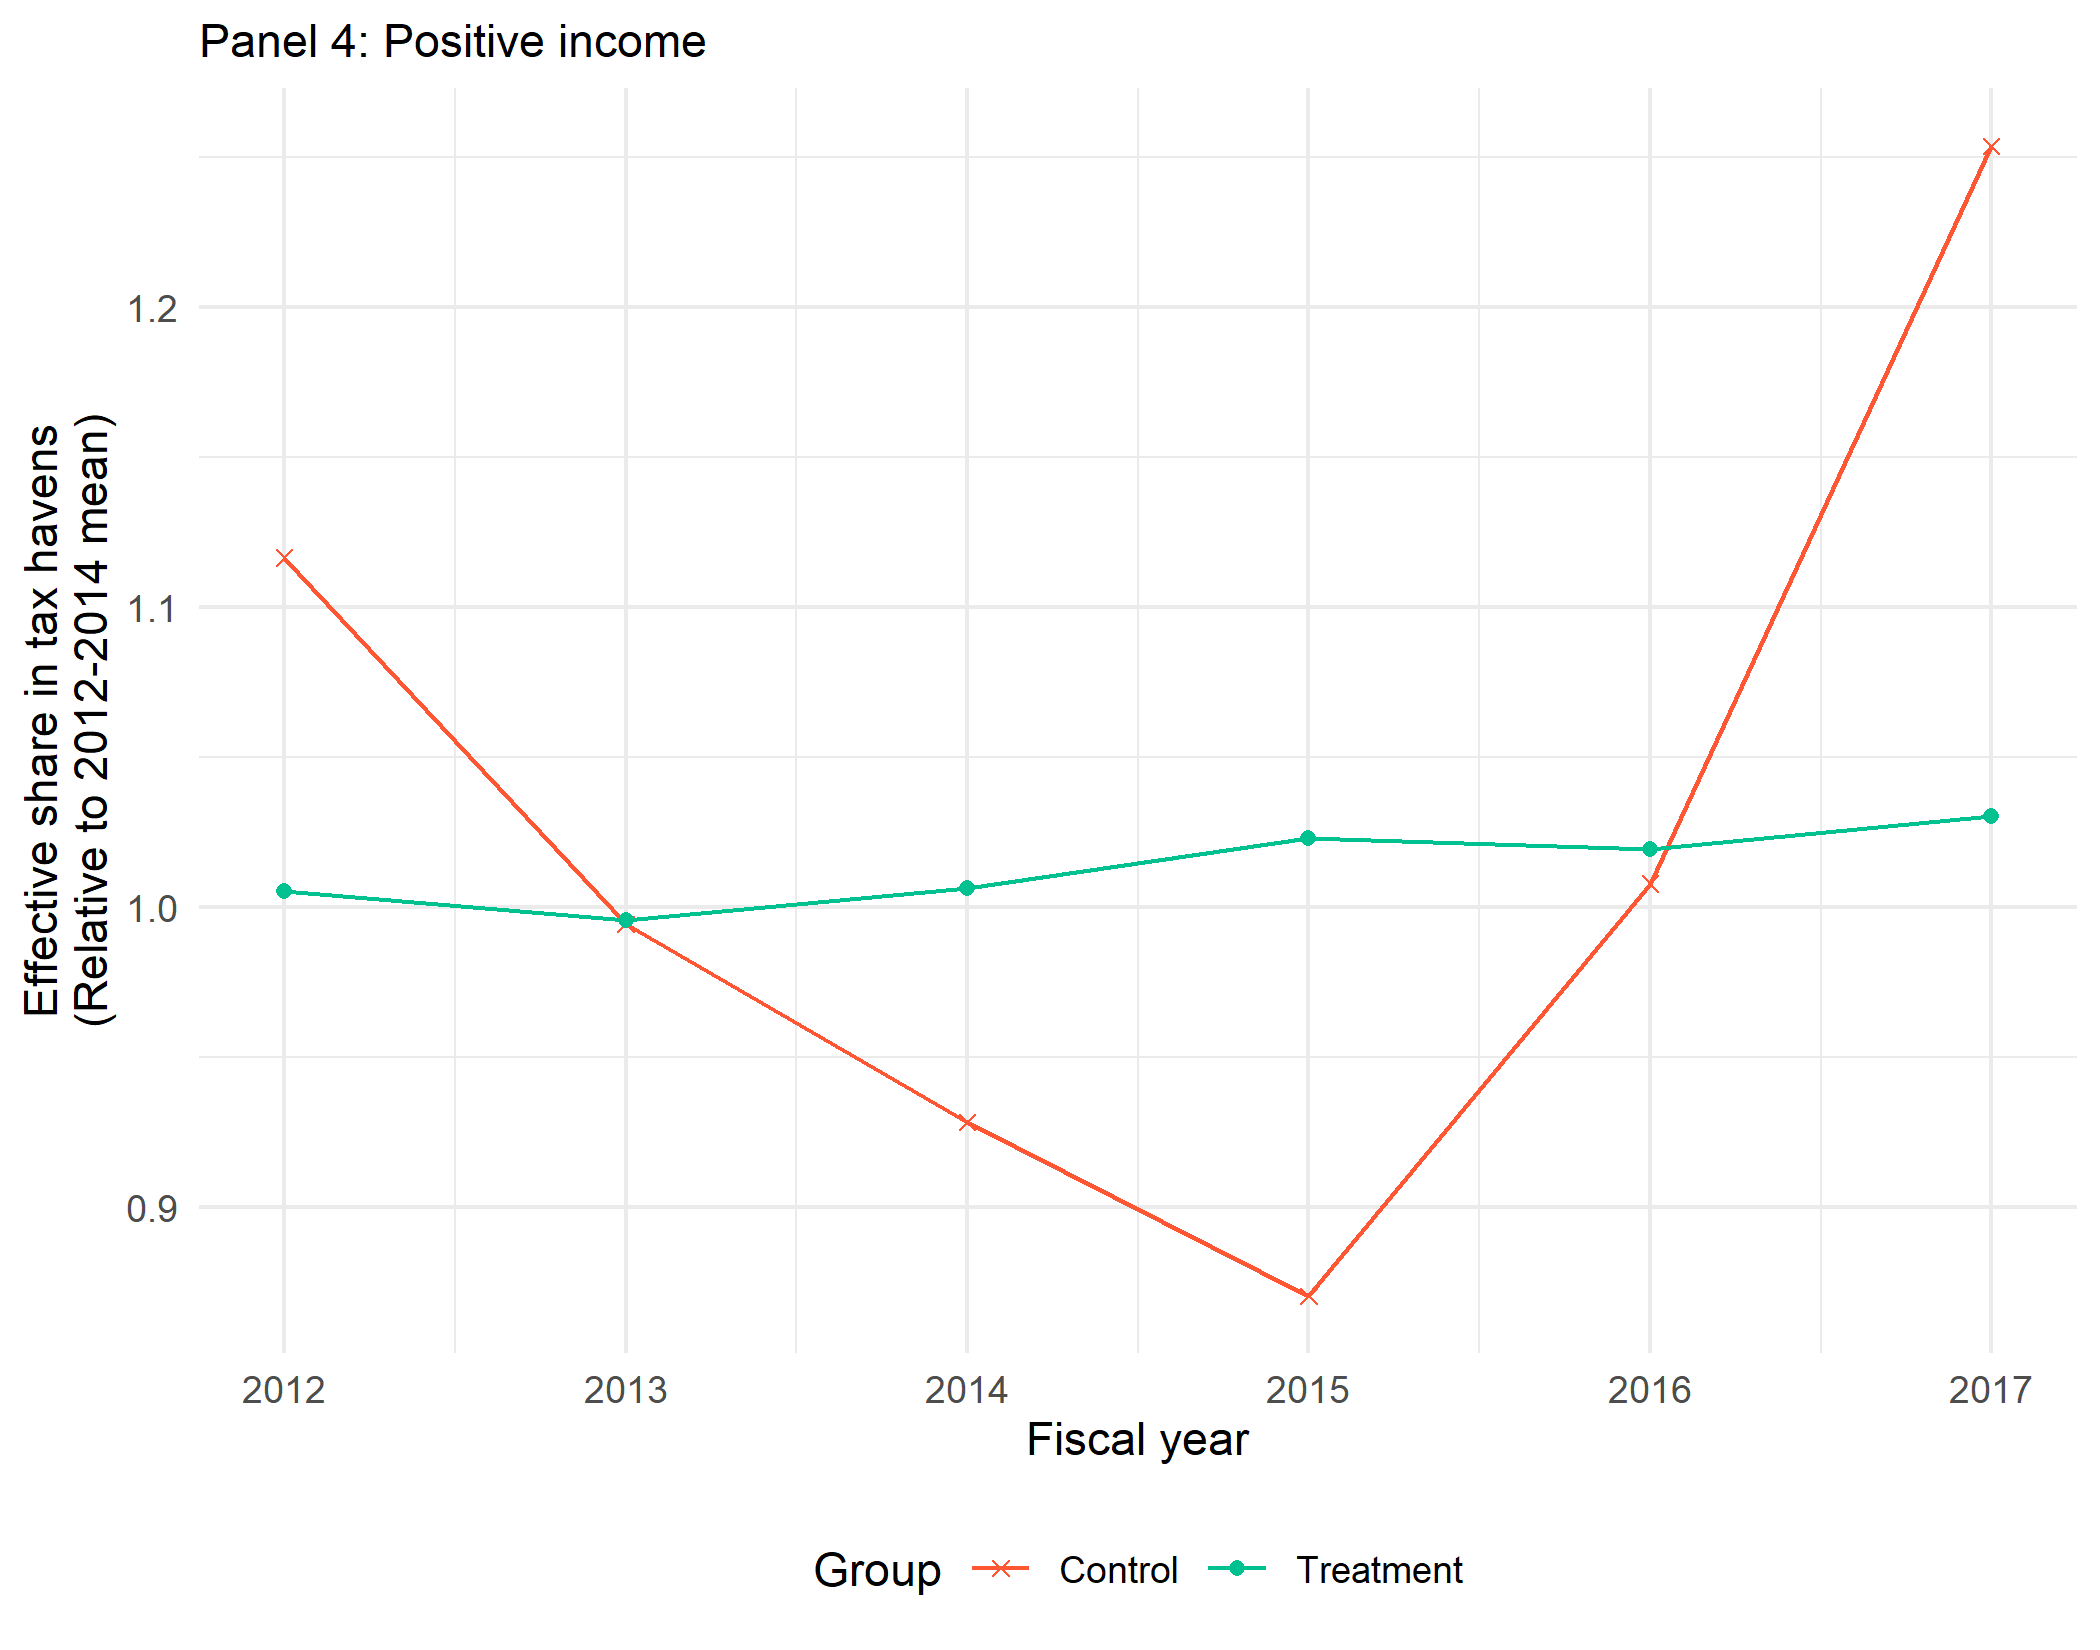 Panel 4: Positive income
Effective share in tax havens
(Relative to 2012-2014 mean)
1.2
1.1
1.0
0.9
2012 2013 2014 2015 2016 2017
Fiscal year
Group Control Treatment